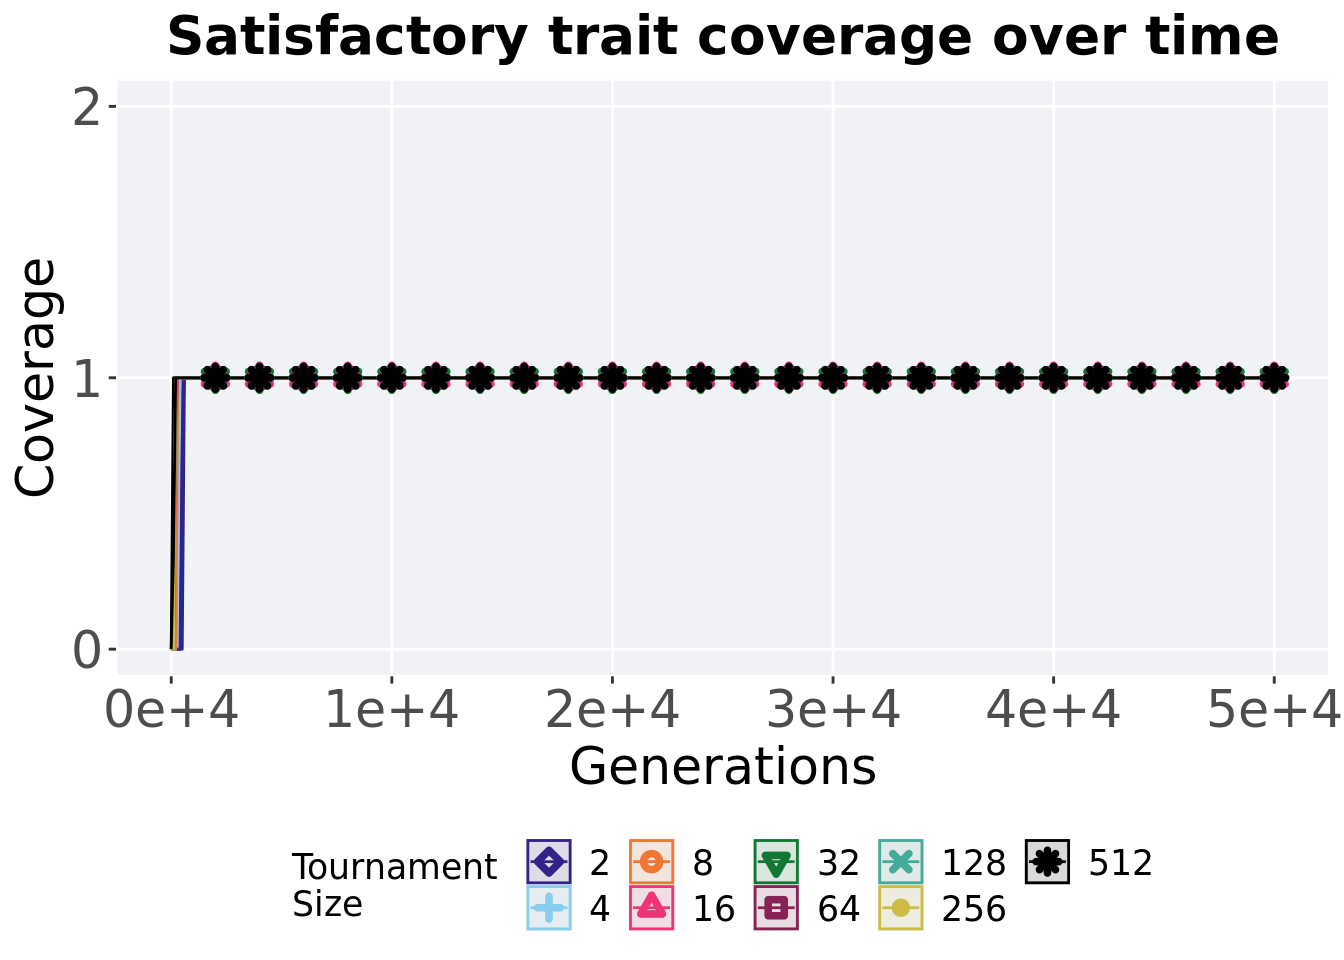 Satisfactory trait coverage over time
2
1
0
Coverage
0e+4 1e+4 2e+4 3e+4 4e+4 5e+4
Generations
Tournament
Size
2 8 32 128 512
4 16 64 256